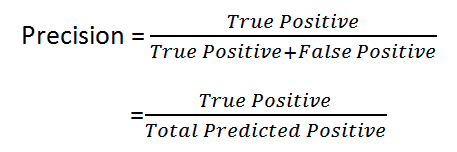 Precision = True Positive / True Positive+False Positive
= True Positive / Total Predicted Positive